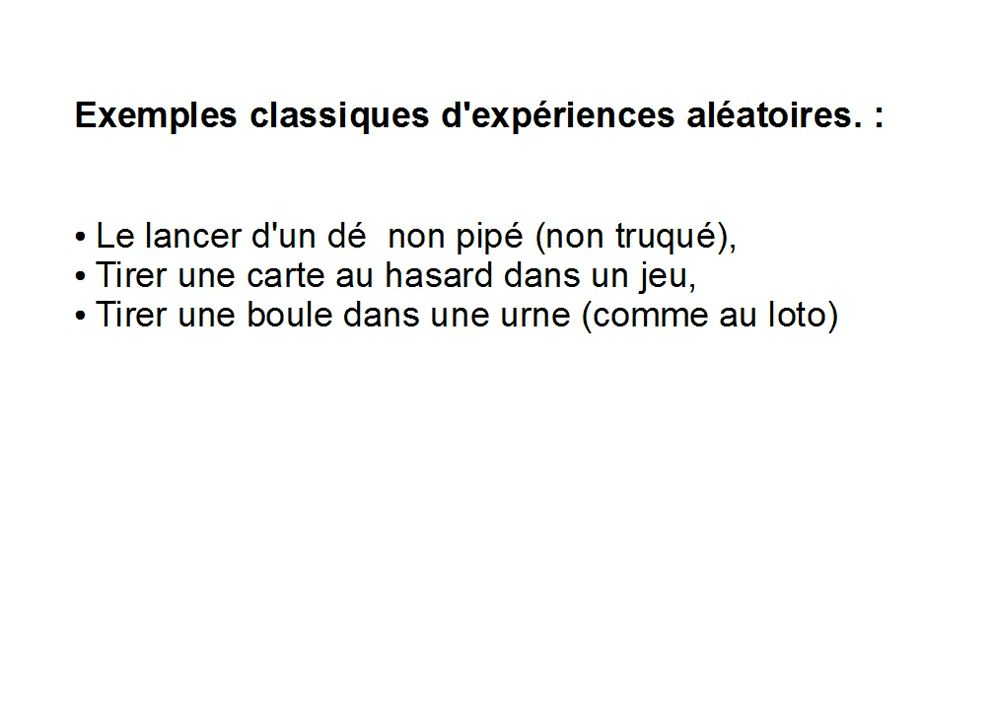 Exemples classiques d'expériences aléatoires. :
• Le lancer d'un dé  non pipé (non truqué),
• Tirer une carte au hasard dans un jeu,
• Tirer une boule dans une urne (comme au loto)